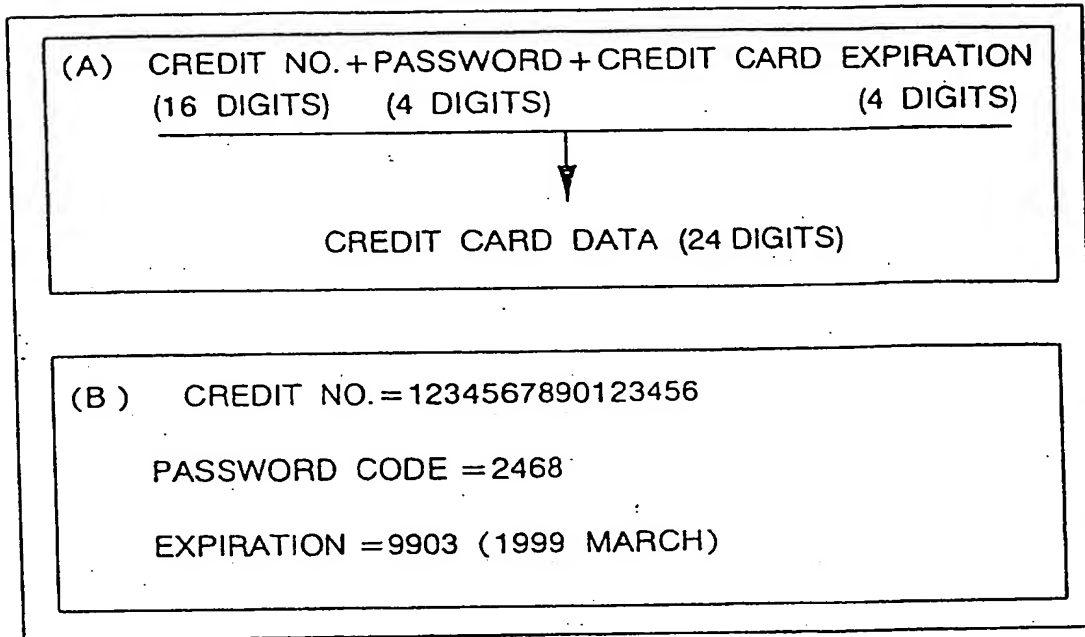 (A) CREDIT NO.+PASSWORD+CREDIT CARD EXPIRATION
(16 DIGITS) (4 DIGITS) (4 DIGITS)
CREDIT CARD DATA (24 DIGITS)
(B) CREDIT NO.=1234567890123456
PASSWORD CODE =2468
EXPIRATION =9903 (1999 MARCH)